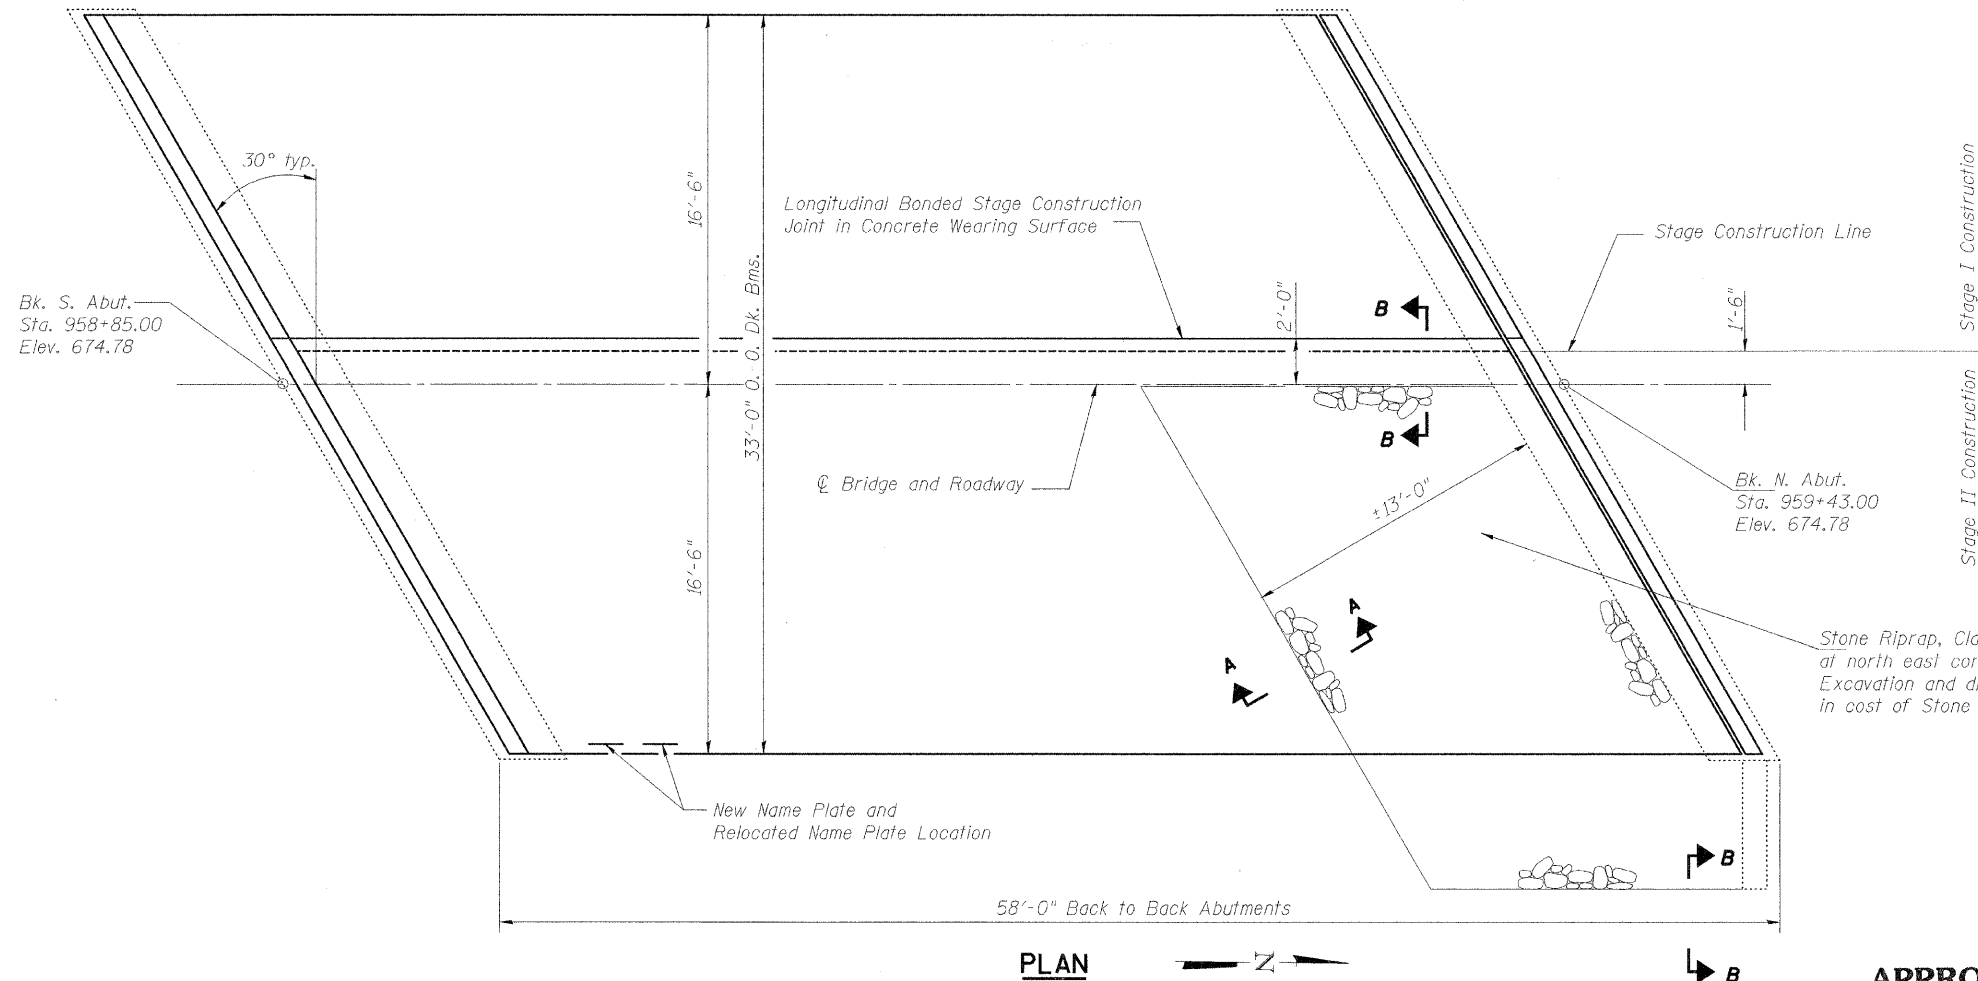 30° typ.
16'-6"
33'-0" O.-O. Dk. Bms.
Longitudinal Bonded Stage Construction
Joint in Concrete Wearing Surface
Stage Construction Line
Stage I Construction
Bk. S. Abut.
Sta. 958+85.00
Elev. 674.78
B
2'-0"
1'-6"
B
℄ Bridge and Roadway
±13'-0"
Bk. N. Abut.
Sta. 959+43.00
Elev. 674.78
Stage II Construction
16'-6"
A
A
Stone Riprap,
at north east
Excavation and
in cost of Stone
New Name Plate and
Relocated Name Plate Location
B
58'-0" Back to Back Abutments
PLAN
N
B